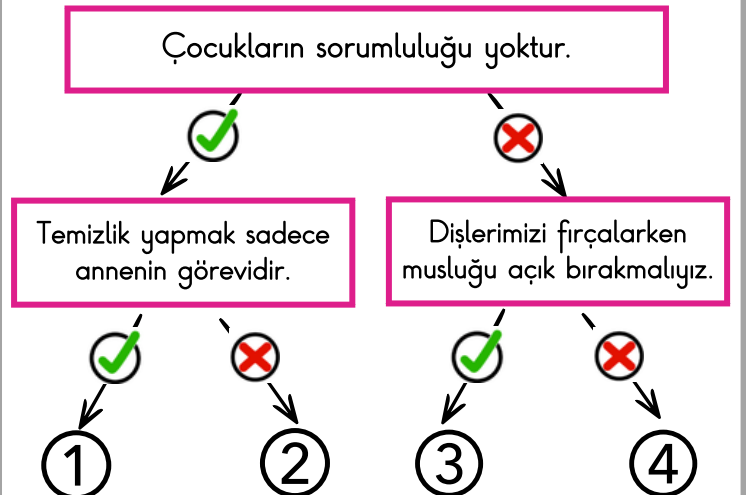 Çocukların sorumluluğu yoktur.
Temizlik yapmak sadece
annenin görevidir.
Dişlerimizi fırçalarken
musluğu açık bırakmalıyız.
1
2
3
4